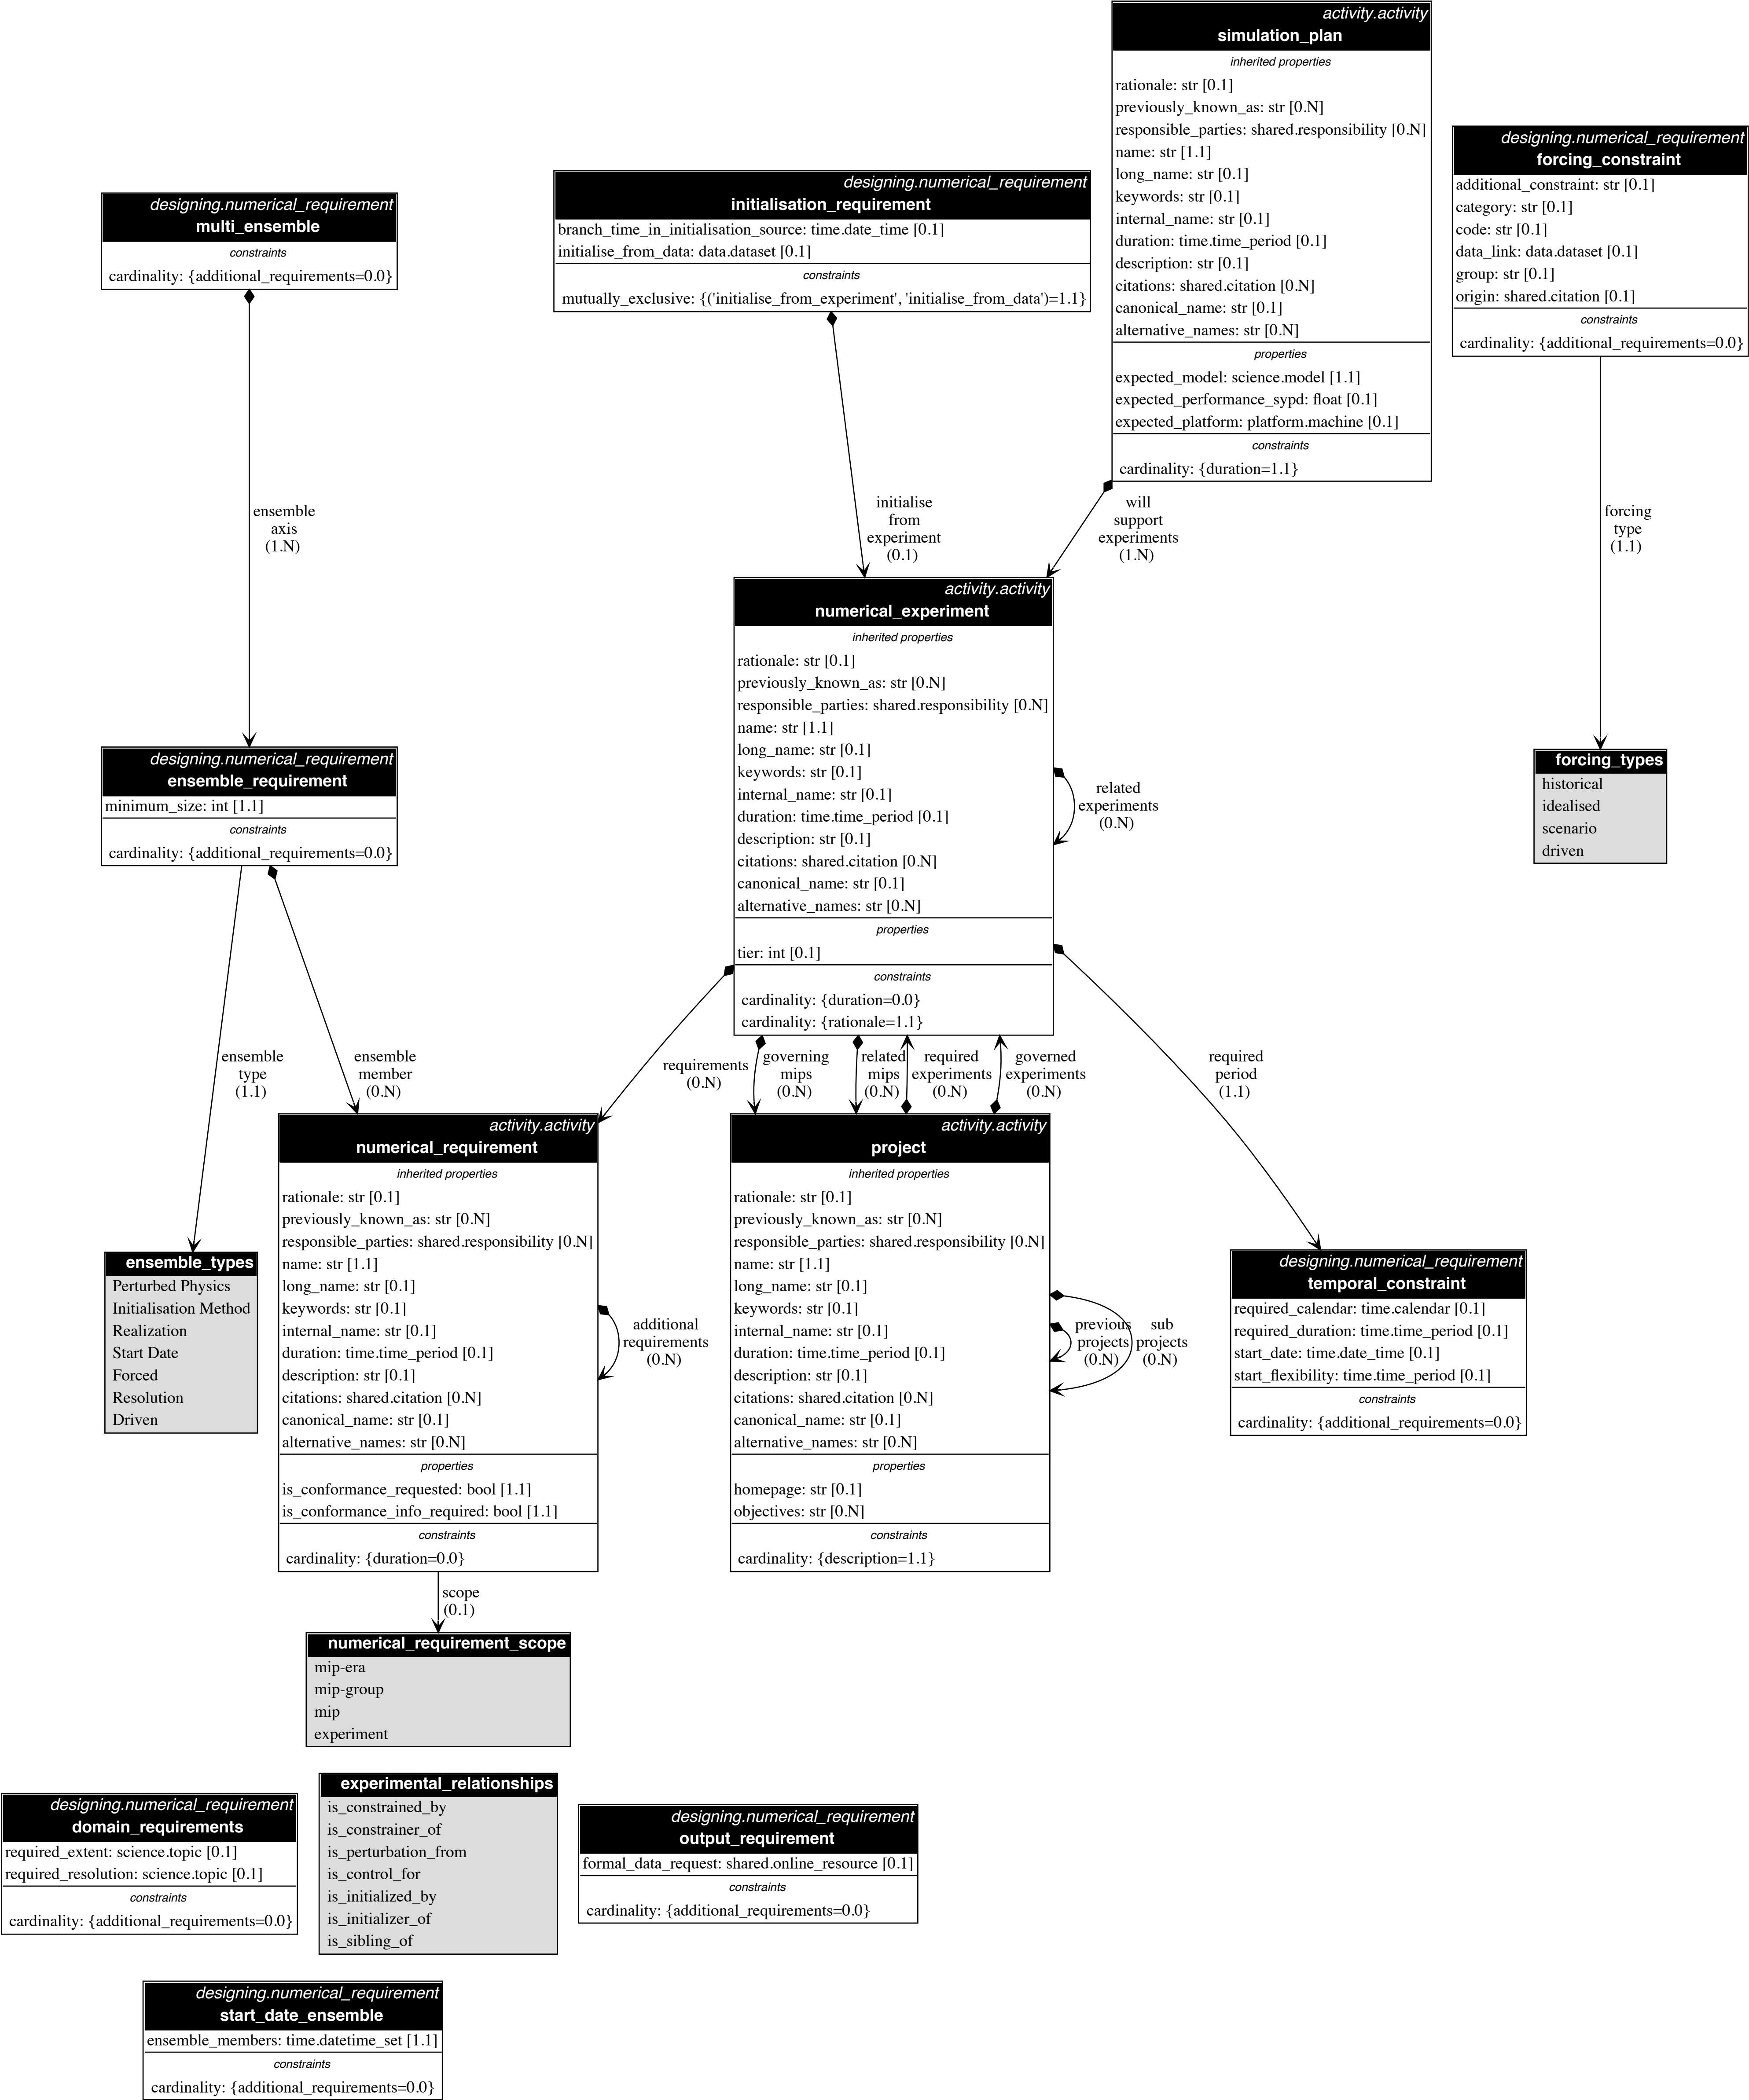 activity.activity
simulation_plan
inherited properties
rationale: str [0.1]
previously_known_as: str [0.N]
responsible_parties: shared.responsibility [0.N]
name: str [1.1]
long_name: str [0.1]
keywords: str [0.1]
internal_name: str [0.1]
duration: time.time_period [0.1]
description: str [0.1]
citations: shared.citation [0.N]
canonical_name: str [0.1]
alternative_names: str [0.N]
properties
expected_model: science.model [1.1]
expected_performance_sypd: float [0.1]
expected_platform: platform.machine [0.1]
constraints
cardinality: {duration=1.1}
designing.numerical_requirement
forcing_constraint
additional_constraint: str [0.1]
category: str [0.1]
code: str [0.1]
data_link: data.dataset [0.1]
group: str [0.1]
origin: shared.citation [0.1]
constraints
cardinality: {additional_requirements=0.0}
designing.numerical_requirement
initialisation_requirement
branch_time_in_initialisation_source: time.date_time [0.1]
initialise_from_data: data.dataset [0.1]
constraints
mutually_exclusive: {('initialise_from_experiment', 'initialise_from_data')=1.1}
designing.numerical_requirement
multi_ensemble
constraints
cardinality: {additional_requirements=0.0}
ensemble
axis
(1.N)
initialise
from
experiment
(0.1)
will
support
experiments
(1.N)
forcing
type
(1.1)
activity.activity
numerical_experiment
inherited properties
rationale: str [0.1]
previously_known_as: str [0.N]
responsible_parties: shared.responsibility [0.N]
name: str [1.1]
long_name: str [0.1]
keywords: str [0.1]
internal_name: str [0.1]
duration: time.time_period [0.1]
description: str [0.1]
citations: shared.citation [0.N]
canonical_name: str [0.1]
alternative_names: str [0.N]
properties
tier: int [0.1]
constraints
cardinality: {duration=0.0}
cardinality: {rationale=1.1}
related
experiments
(0.N)
designing.numerical_requirement
ensemble_requirement
minimum_size: int [1.1]
constraints
cardinality: {additional_requirements=0.0}
forcing_types
historical
idealised
scenario
driven
ensemble
type
(1.1)
ensemble
member
(0.N)
requirements
(0.N)
governing
mips
(0.N)
related
mips
(0.N)
required
experiments
(0.N)
governed
experiments
(0.N)
required
period
(1.1)
activity.activity
numerical_requirement
inherited properties
rationale: str [0.1]
previously_known_as: str [0.N]
responsible_parties: shared.responsibility [0.N]
name: str [1.1]
long_name: str [0.1]
keywords: str [0.1]
internal_name: str [0.1]
duration: time.time_period [0.1]
description: str [0.1]
citations: shared.citation [0.N]
canonical_name: str [0.1]
alternative_names: str [0.N]
properties
is_conformance_requested: bool [1.1]
is_conformance_info_required: bool [1.1]
constraints
cardinality: {duration=0.0}
additional
requirements
(0.N)
activity.activity
project
inherited properties
rationale: str [0.1]
previously_known_as: str [0.N]
responsible_parties: shared.responsibility [0.N]
name: str [1.1]
long_name: str [0.1]
keywords: str [0.1]
internal_name: str [0.1]
duration: time.time_period [0.1]
description: str [0.1]
citations: shared.citation [0.N]
canonical_name: str [0.1]
alternative_names: str [0.N]
properties
homepage: str [0.1]
objectives: str [0.N]
constraints
cardinality: {description=1.1}
previous
projects
(0.N)
sub
projects
(0.N)
ensemble_types
Perturbed Physics
Initialisation Method
Realization
Start Date
Forced
Resolution
Driven
designing.numerical_requirement
temporal_constraint
required_calendar: time.calendar [0.1]
required_duration: time.time_period [0.1]
start_date: time.date_time [0.1]
start_flexibility: time.time_period [0.1]
constraints
cardinality: {additional_requirements=0.0}
scope
(0.1)
numerical_requirement_scope
mip-era
mip-group
mip
experiment
designing.numerical_requirement
domain_requirements
required_extent: science.topic [0.1]
required_resolution: science.topic [0.1]
constraints
cardinality: {additional_requirements=0.0}
experimental_relationships
is_constrained_by
is_constrainer_of
is_perturbation_from
is_control_for
is_initialized_by
is_initializer_of
is_sibling_of
designing.numerical_requirement
output_requirement
formal_data_request: shared.online_resource [0.1]
constraints
cardinality: {additional_requirements=0.0}
designing.numerical_requirement
start_date_ensemble
ensemble_members: time.datetime_set [1.1]
constraints
cardinality: {additional_requirements=0.0}